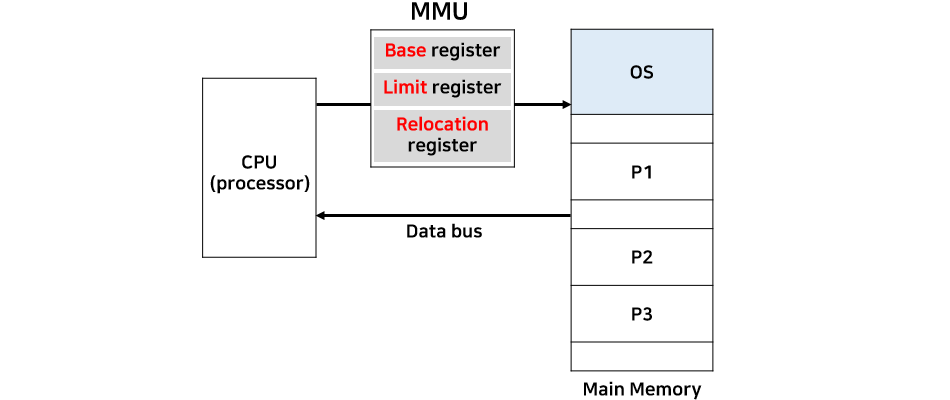 MMU
Base register
Limit register
Relocation
register
CPU
(processor)
Data bus
OS
P1
P2
P3
Main Memory